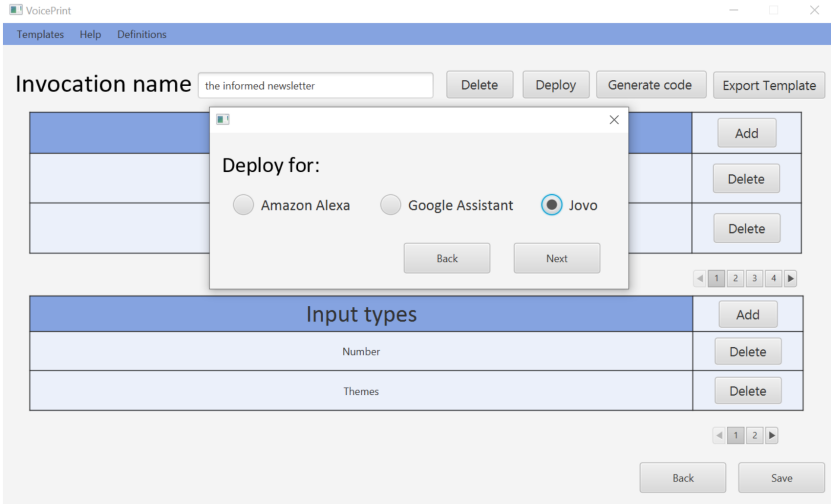 VoicePrint
Templates Help Definitions
Invocation name the informed newsletter Delete Deploy Generate code Export Template
Add
Deploy for:
Delete
Amazon Alexa Google Assistant Jovo
Delete
Back Next
1 2 3 4
Input types Add
Number Delete
Themes Delete
1 2
Back Save